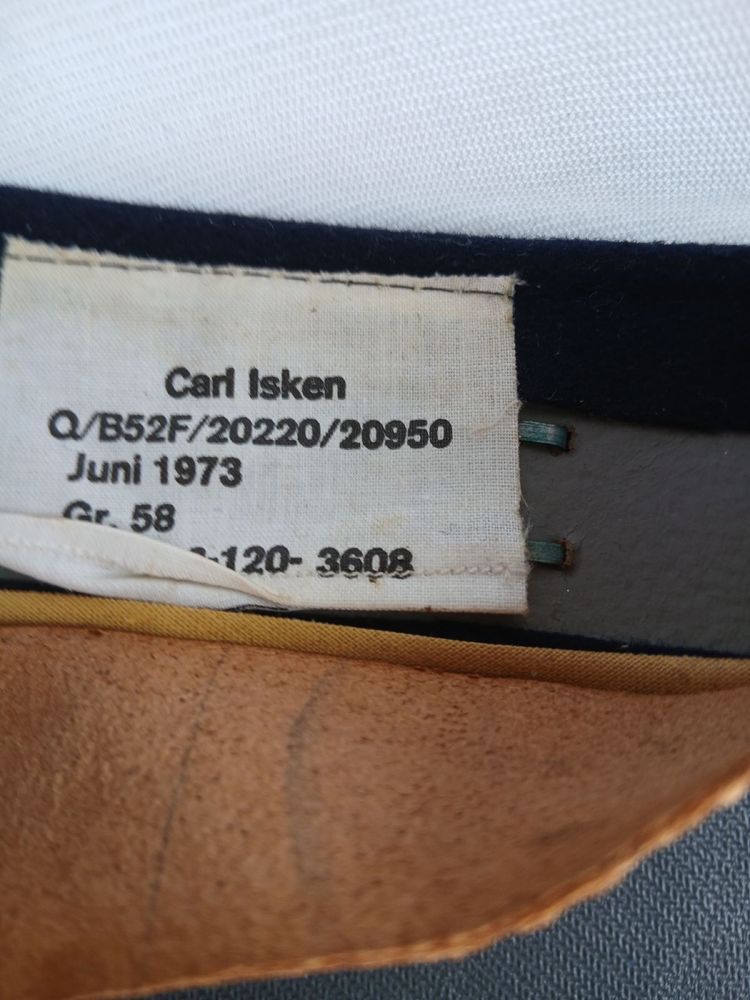 Carl Isken
Q/B52F/20220/20950
Juni 1973
Gr. 58
120- 3608